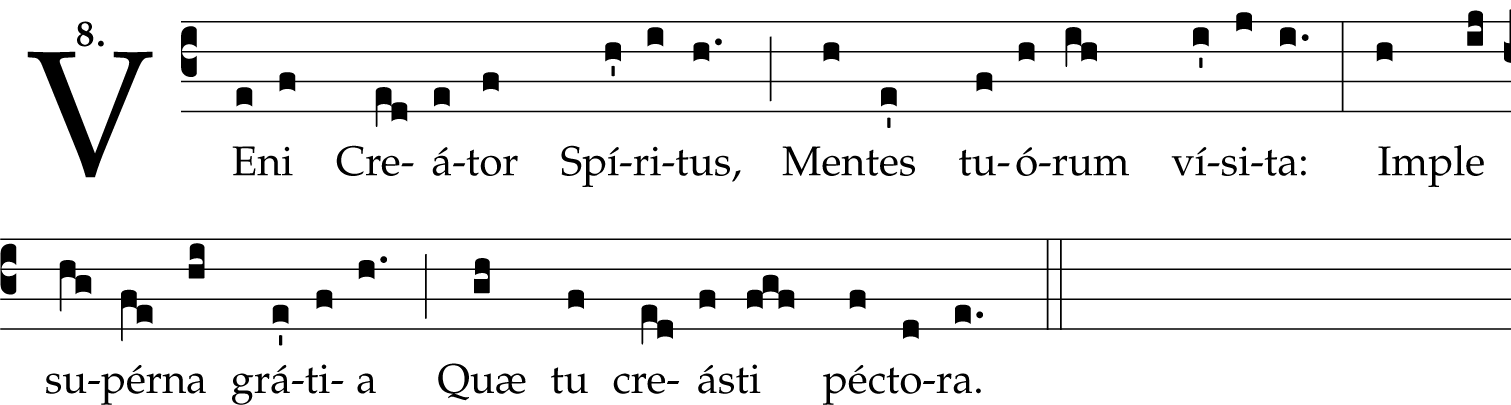 8.
VEni Cre-á-tor Spí-ri-tus, Mentes tu-ó-rum ví-si-ta: Imple
su-pérna grá-ti-a Quæ tu cre-ásti pécto-ra.